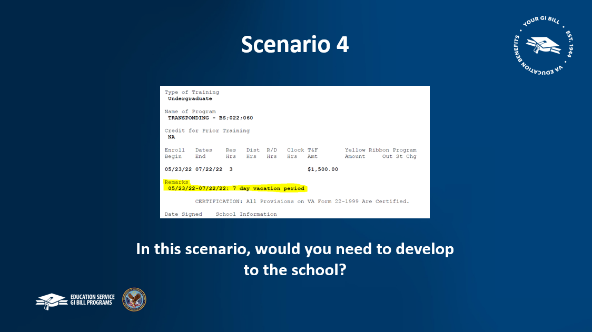 Scenario 4
YOUR GI BILL • EST. 1944 • VA EDUCATION BENEFITS •
Type of Training
Undergraduate
Name of Program
TRANSPONDING - BS:022:060
Credit for Prior Training
NA
Enroll Dates Res Dist R/D Clock T&F Yellow Ribbon Program
Begin End Hrs Hrs Hrs Hrs Amt Amount Out St Chg
05/23/22 07/22/22 3 $1,500.00
Remarks
05/23/22-07/22/22: 7 day vacation period
CERTIFICATION: All Provisions on VA Form 22-1999 Are Certified.
Date Signed School Information
In this scenario, would you need to develop
to the school?
EDUCATION SERVICE
GI BILL PROGRAMS